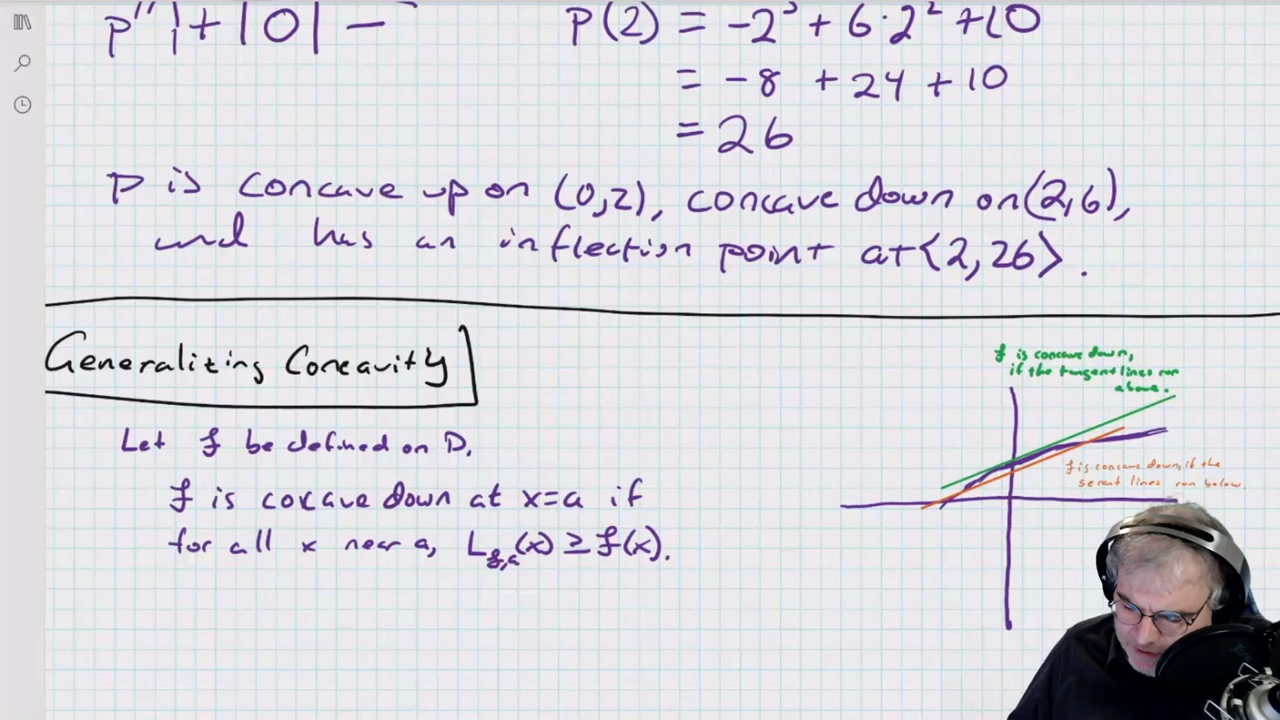 p'' | + |0| -
P(2) = -2³ + 6·2² + 10
= -8 + 24 + 10
= 26
P is concave up on (0,2), concave down on (2,6),
and has an inflection point at ⟨2,26⟩.
Generalizing Concavity
f is concave down,
if the tangent lines run
above.
Let f be defined on D.
f is concave down, if the
secant lines run below.
f is cocave down at x=a if
for all x near a, L_{f,a}(x) ≥ f(x).